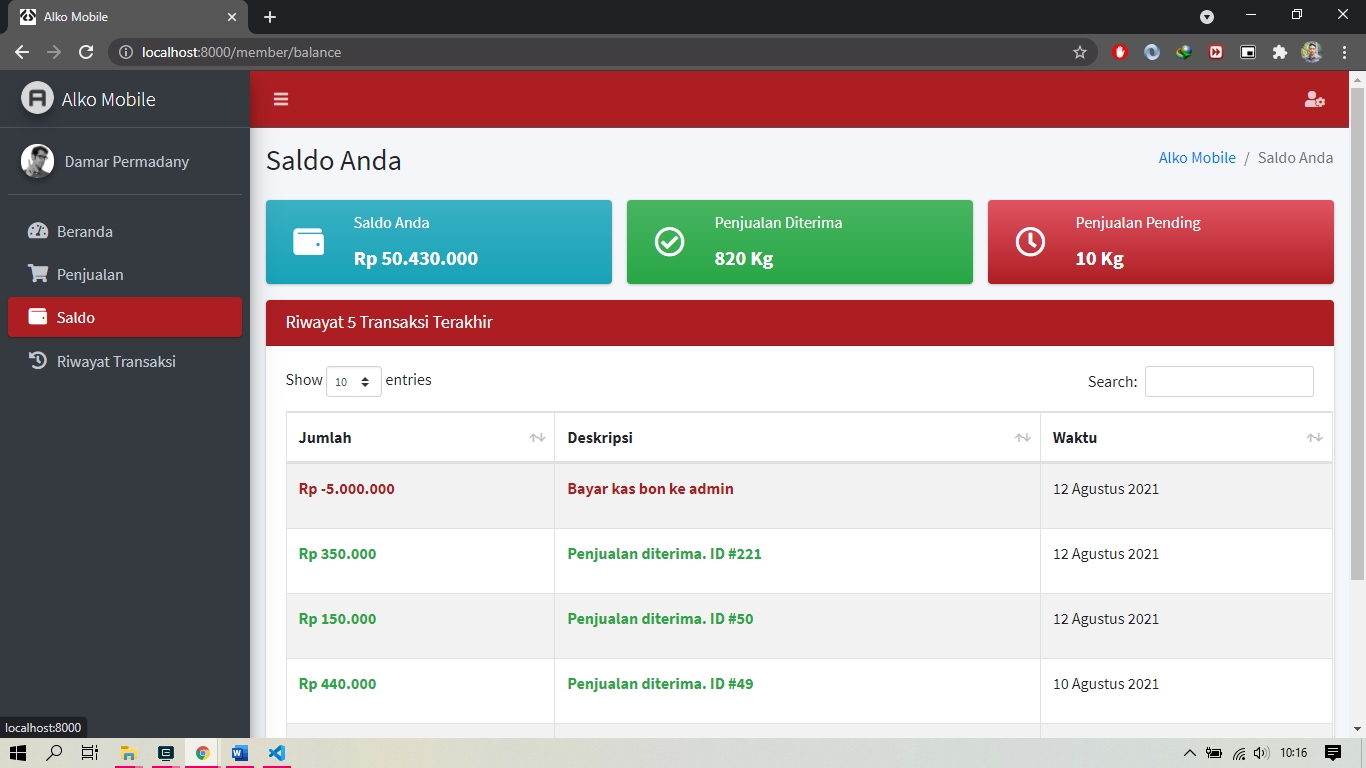 Alko Mobile
localhost:8000/member/balance
Alko Mobile
Damar Permadany
Beranda
Penjualan
Saldo
Riwayat Transaksi
Saldo Anda
Alko Mobile / Saldo Anda
Saldo Anda
Rp 50.430.000
Penjualan Diterima
820 Kg
Penjualan Pending
10 Kg
Riwayat 5 Transaksi Terakhir
Show 10 entries
Search:
Jumlah Deskripsi Waktu
Rp -5.000.000 Bayar kas bon ke admin 12 Agustus 2021
Rp 350.000 Penjualan diterima. ID #221 12 Agustus 2021
Rp 150.000 Penjualan diterima. ID #50 12 Agustus 2021
Rp 440.000 Penjualan diterima. ID #49 10 Agustus 2021
localhost:8000
10:16